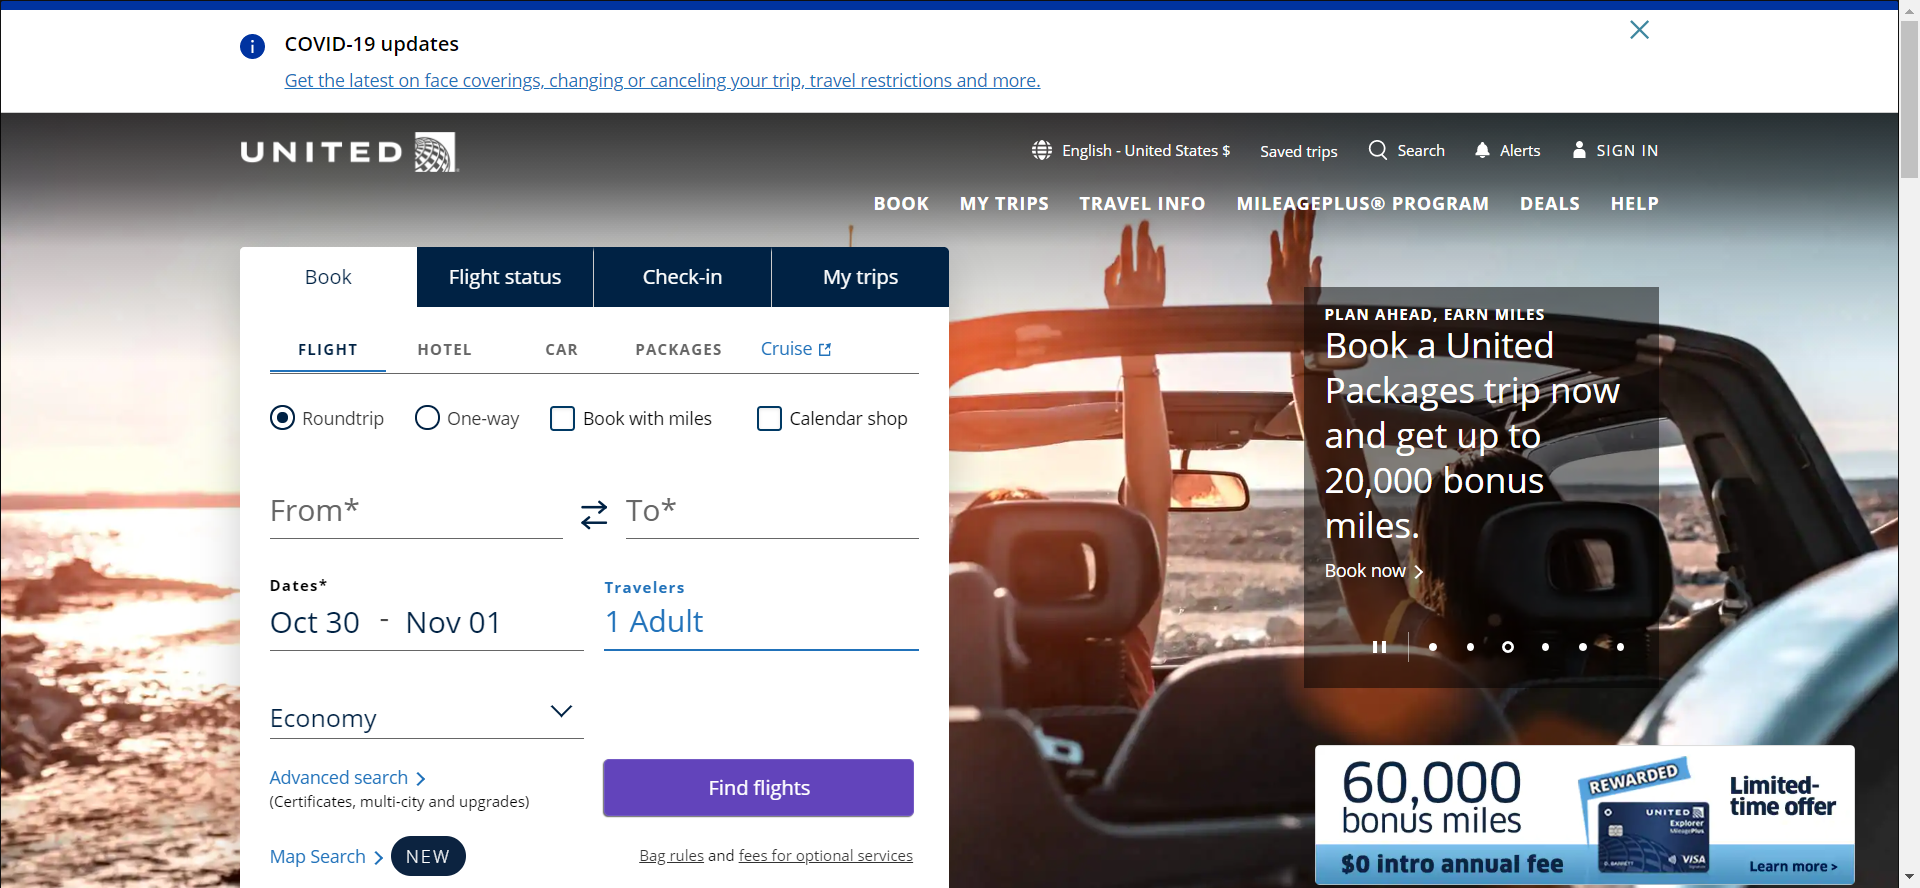 COVID-19 updates
Get the latest on face coverings, changing or canceling your trip, travel restrictions and more.
UNITED
English - United States $
Saved trips
Search
Alerts
SIGN IN
BOOK
MY TRIPS
TRAVEL INFO
MILEAGEPLUS® PROGRAM
DEALS
HELP
Book
Flight status
Check-in
My trips
FLIGHT
HOTEL
CAR
PACKAGES
Cruise
Roundtrip
One-way
Book with miles
Calendar shop
From*
To*
Dates*
Oct 30 - Nov 01
Travelers
1 Adult
Economy
Advanced search
(Certificates, multi-city and upgrades)
Find flights
Map Search
NEW
Bag rules and fees for optional services
PLAN AHEAD, EARN MILES
Book a United
Packages trip now
and get up to
20,000 bonus
miles.
Book now
60,000
bonus miles
$0 intro annual fee
REWARDED
UNITED
Explorer
MileagePlus
VISA
Limited-
time offer
Learn more >